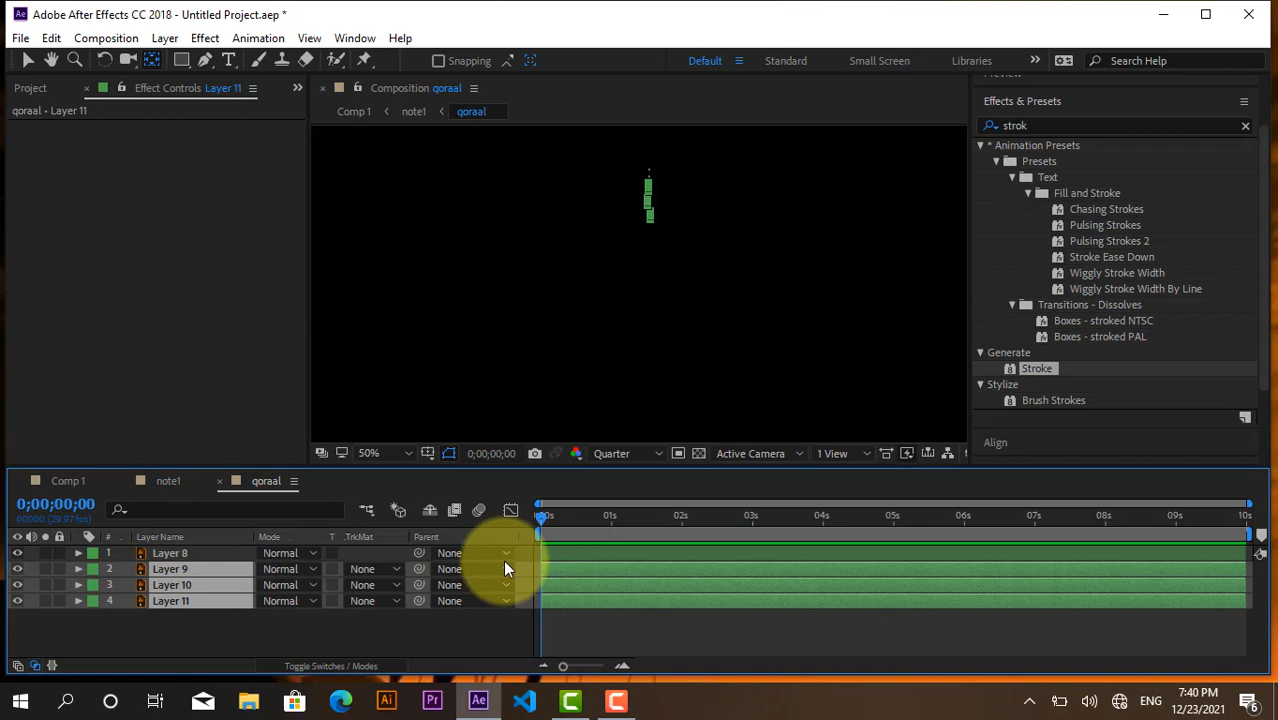 Adobe After Effects CC 2018 - Untitled Project.aep *
File Edit Composition Layer Effect Animation View Window Help
Snapping Default Standard Small Screen Libraries Search Help
Project Effect Controls Layer 11 Composition qoraal
qoraal • Layer 11
Comp 1 note1 qoraal
Effects & Presets
strok
* Animation Presets
Presets
Text
Fill and Stroke
Chasing Strokes
Pulsing Strokes
Pulsing Strokes 2
Stroke Ease Down
Wiggly Stroke Width
Wiggly Stroke Width By Line
Transitions - Dissolves
Boxes - stroked NTSC
Boxes - stroked PAL
Generate
Stroke
Stylize
Brush Strokes
Align
50% 0;00;00;00 Quarter Active Camera 1 View
Comp 1 note1 qoraal
0;00;00;00
00000 (29.97 fps)
01s 02s 03s 04s 05s 06s 07s 08s 09s 10s
# Layer Name Mode T .TrkMat Parent
1 Layer 8 Normal None
2 Layer 9 Normal None None
3 Layer 10 Normal None None
4 Layer 11 Normal None None
Toggle Switches / Modes
ENG 7:40 PM 12/23/2021 6